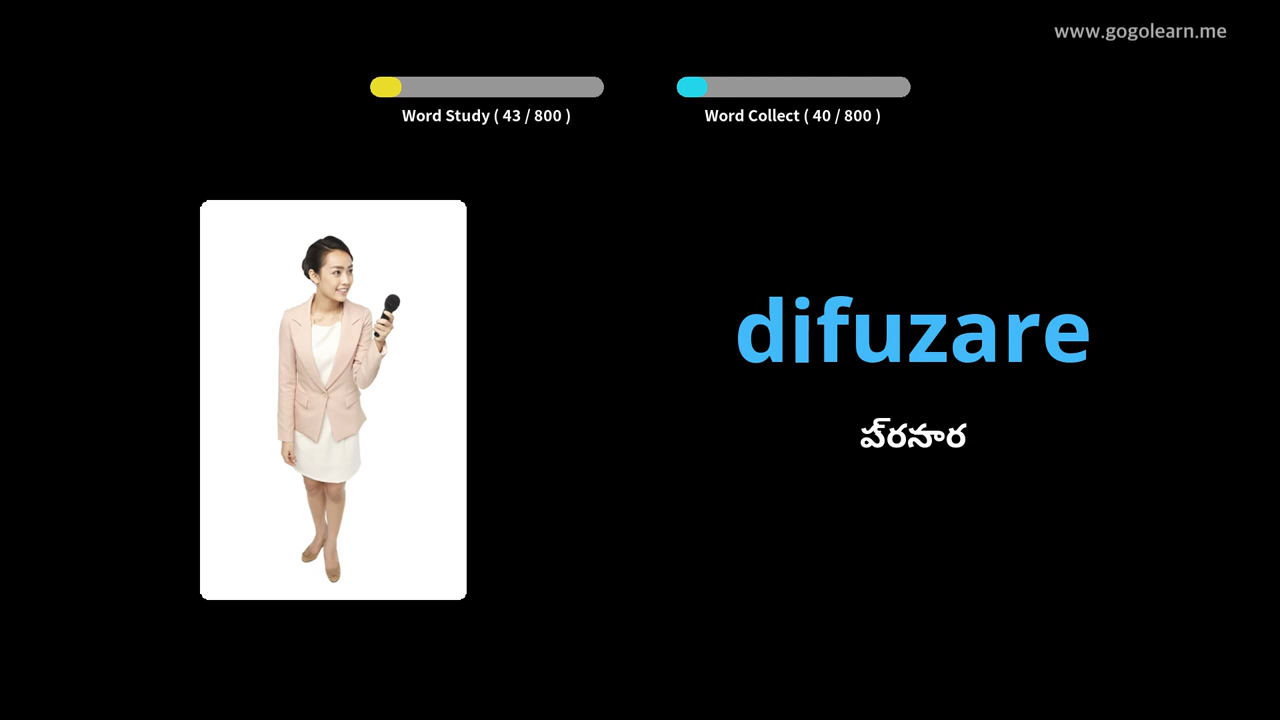 www.gogolearn.me
Word Study ( 43 / 800 )
Word Collect ( 40 / 800 )
difuzare
ప్రసార